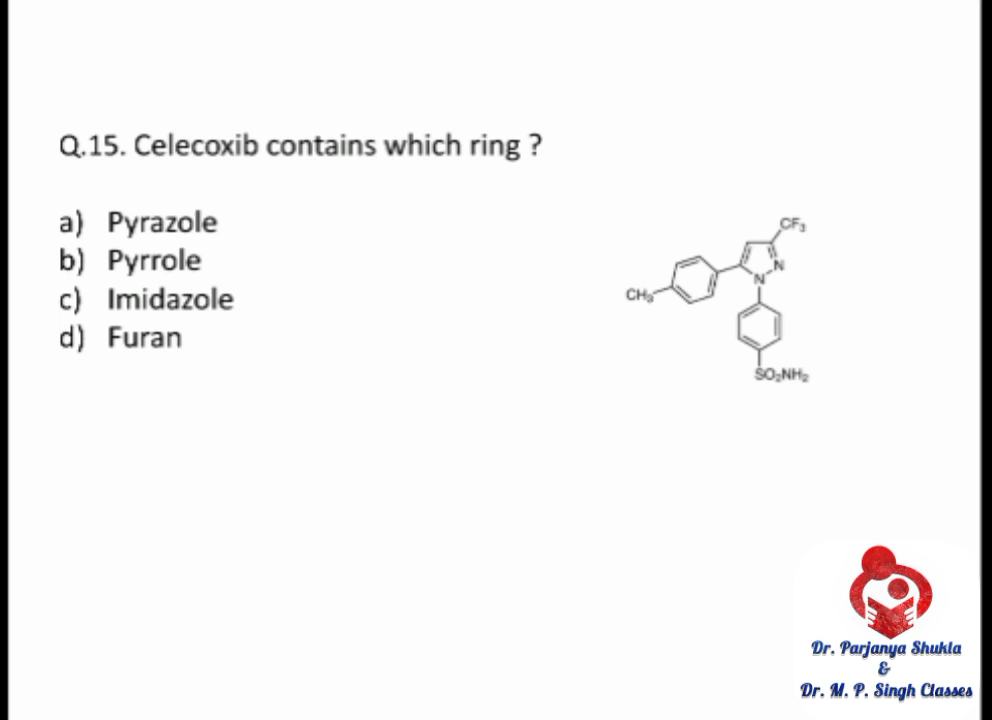 Q.15. Celecoxib contains which ring ?
a) Pyrazole
b) Pyrrole
c) Imidazole
d) Furan
CF₃
N
N
CH₃
SO₂NH₂
Dr. Parjanya Shukla
&
Dr. M. P. Singh Classes